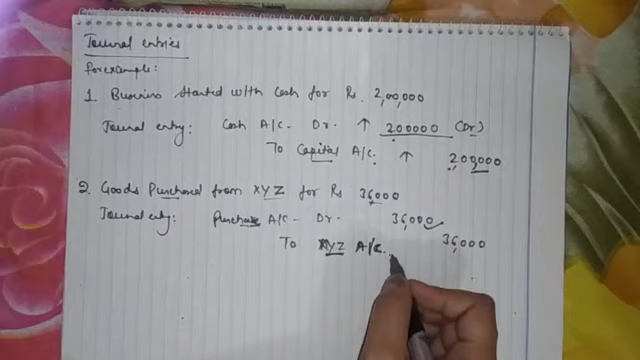 Journal entries
For example:
1. Business started with Cash for Rs. 2,00,000
Journal entry: Cash A/C - Dr. ↑ 200000 (Dr)
To Capital A/C. ↑ 200,000
2. Goods Purchased from XYZ for Rs 36000
Journal entry: Purchase A/C - Dr. 36,000
To XYZ A/C. 36,000